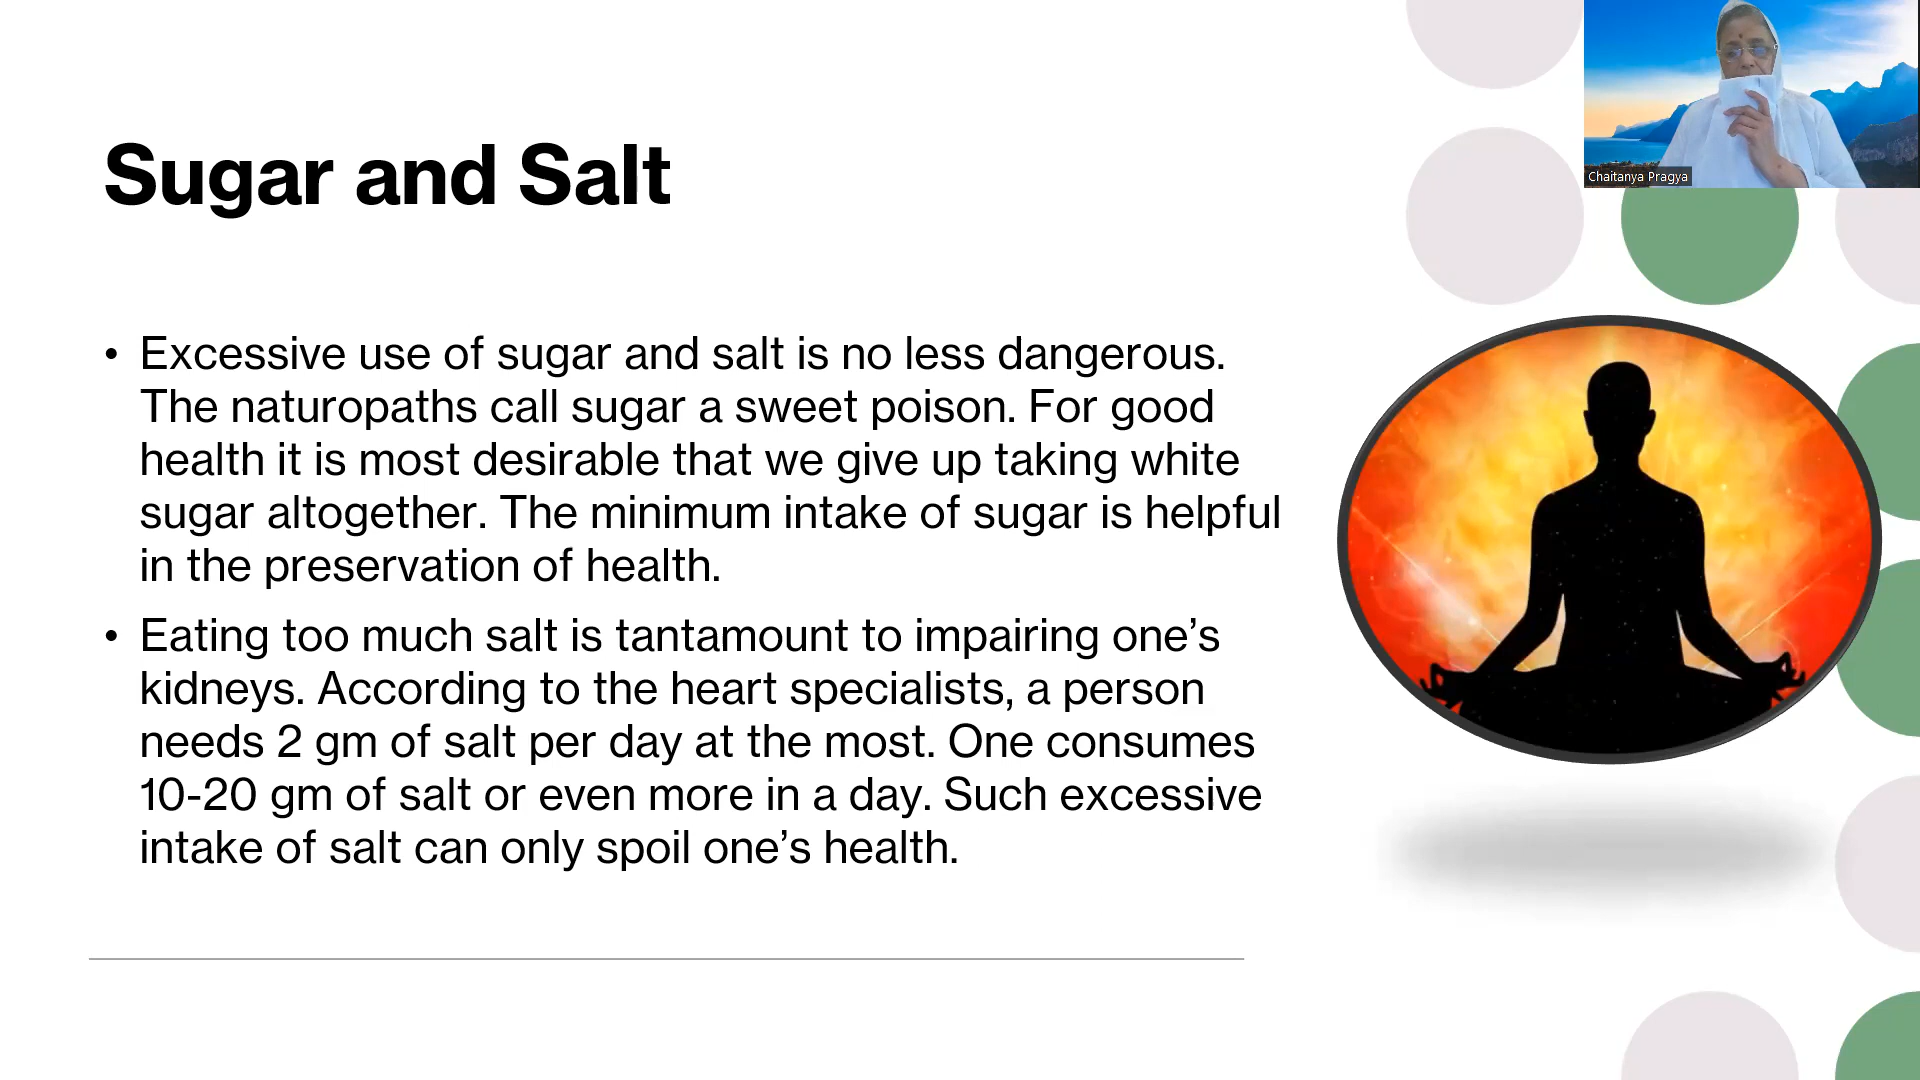 Sugar and Salt
• Excessive use of sugar and salt is no less dangerous.
The naturopaths call sugar a sweet poison. For good
health it is most desirable that we give up taking white
sugar altogether. The minimum intake of sugar is helpful
in the preservation of health.
• Eating too much salt is tantamount to impairing one’s
kidneys. According to the heart specialists, a person
needs 2 gm of salt per day at the most. One consumes
10-20 gm of salt or even more in a day. Such excessive
intake of salt can only spoil one’s health.
Chaitanya Pragya